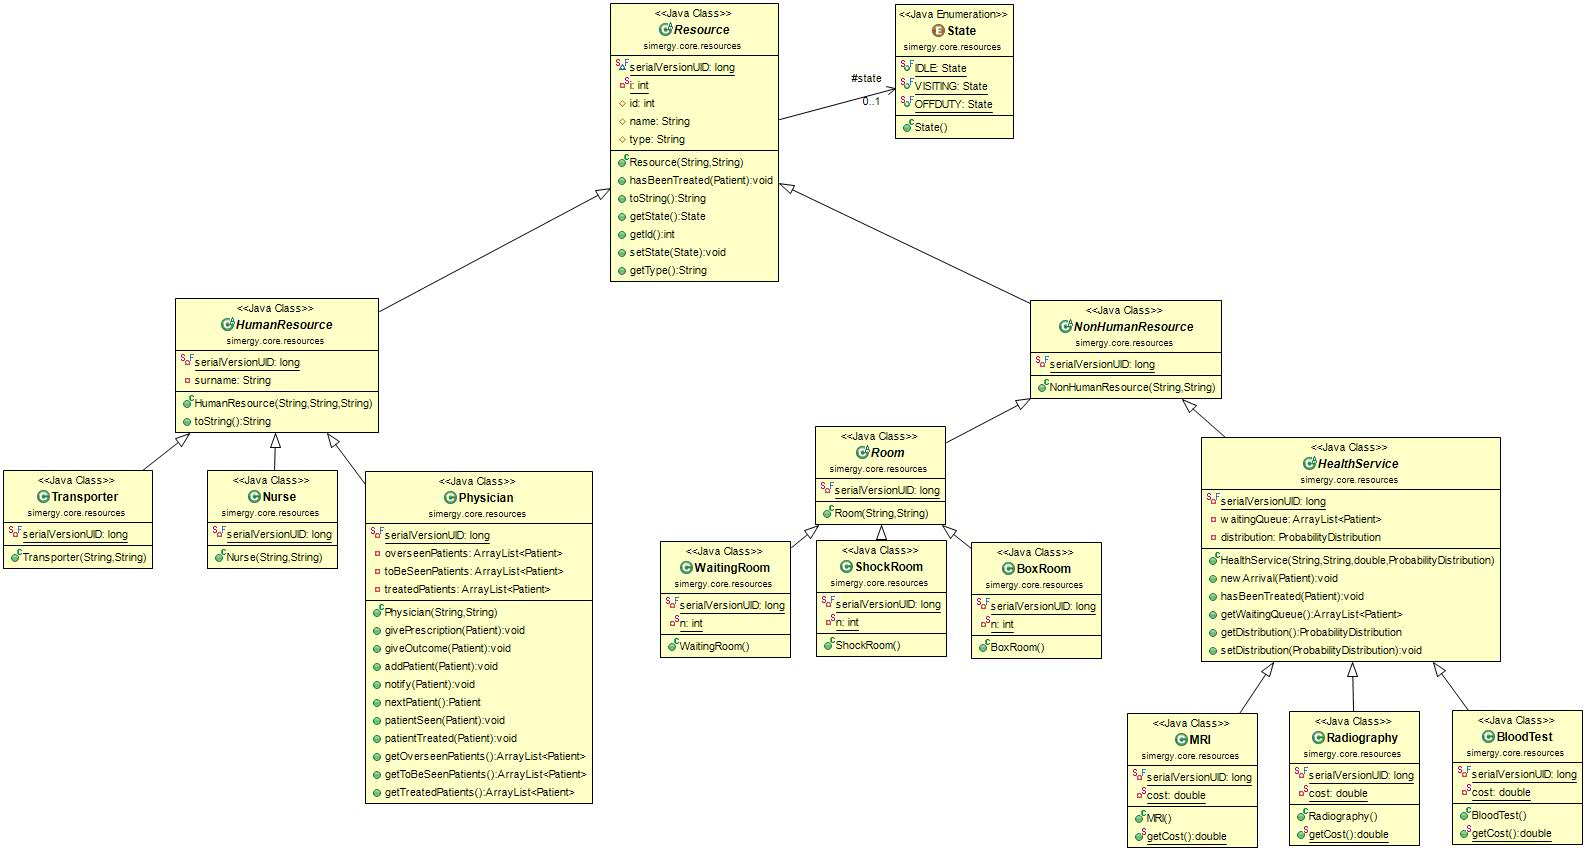 <<Java Class>>
Resource
simergy.core.resources
serialVersionUID: long
i: int
id: int
name: String
type: String
Resource(String,String)
hasBeenTreated(Patient):void
toString():String
getState():State
getId():int
setState(State):void
getType():String
#state
0..1
<<Java Enumeration>>
State
simergy.core.resources
IDLE: State
VISITING: State
OFFDUTY: State
State()
<<Java Class>>
HumanResource
simergy.core.resources
serialVersionUID: long
surname: String
HumanResource(String,String,String)
toString():String
<<Java Class>>
NonHumanResource
simergy.core.resources
serialVersionUID: long
NonHumanResource(String,String)
<<Java Class>>
Transporter
simergy.core.resources
serialVersionUID: long
Transporter(String,String)
<<Java Class>>
Nurse
simergy.core.resources
serialVersionUID: long
Nurse(String,String)
<<Java Class>>
Physician
simergy.core.resources
serialVersionUID: long
overseenPatients: ArrayList<Patient>
toBeSeenPatients: ArrayList<Patient>
treatedPatients: ArrayList<Patient>
Physician(String,String)
givePrescription(Patient):void
giveOutcome(Patient):void
addPatient(Patient):void
notify(Patient):void
nextPatient():Patient
patientSeen(Patient):void
patientTreated(Patient):void
getOverseenPatients():ArrayList<Patient>
getToBeSeenPatients():ArrayList<Patient>
getTreatedPatients():ArrayList<Patient>
<<Java Class>>
Room
simergy.core.resources
serialVersionUID: long
Room(String,String)
<<Java Class>>
HealthService
simergy.core.resources
serialVersionUID: long
waitingQueue: ArrayList<Patient>
distribution: ProbabilityDistribution
HealthService(String,String,double,ProbabilityDistribution)
newArrival(Patient):void
hasBeenTreated(Patient):void
getWaitingQueue():ArrayList<Patient>
getDistribution():ProbabilityDistribution
setDistribution(ProbabilityDistribution):void
<<Java Class>>
WaitingRoom
simergy.core.resources
serialVersionUID: long
n: int
WaitingRoom()
<<Java Class>>
ShockRoom
simergy.core.resources
serialVersionUID: long
n: int
ShockRoom()
<<Java Class>>
BoxRoom
simergy.core.resources
serialVersionUID: long
n: int
BoxRoom()
<<Java Class>>
MRI
simergy.core.resources
serialVersionUID: long
cost: double
MRI()
getCost():double
<<Java Class>>
Radiography
simergy.core.resources
serialVersionUID: long
cost: double
Radiography()
getCost():double
<<Java Class>>
BloodTest
simergy.core.resources
serialVersionUID: long
cost: double
BloodTest()
getCost():double